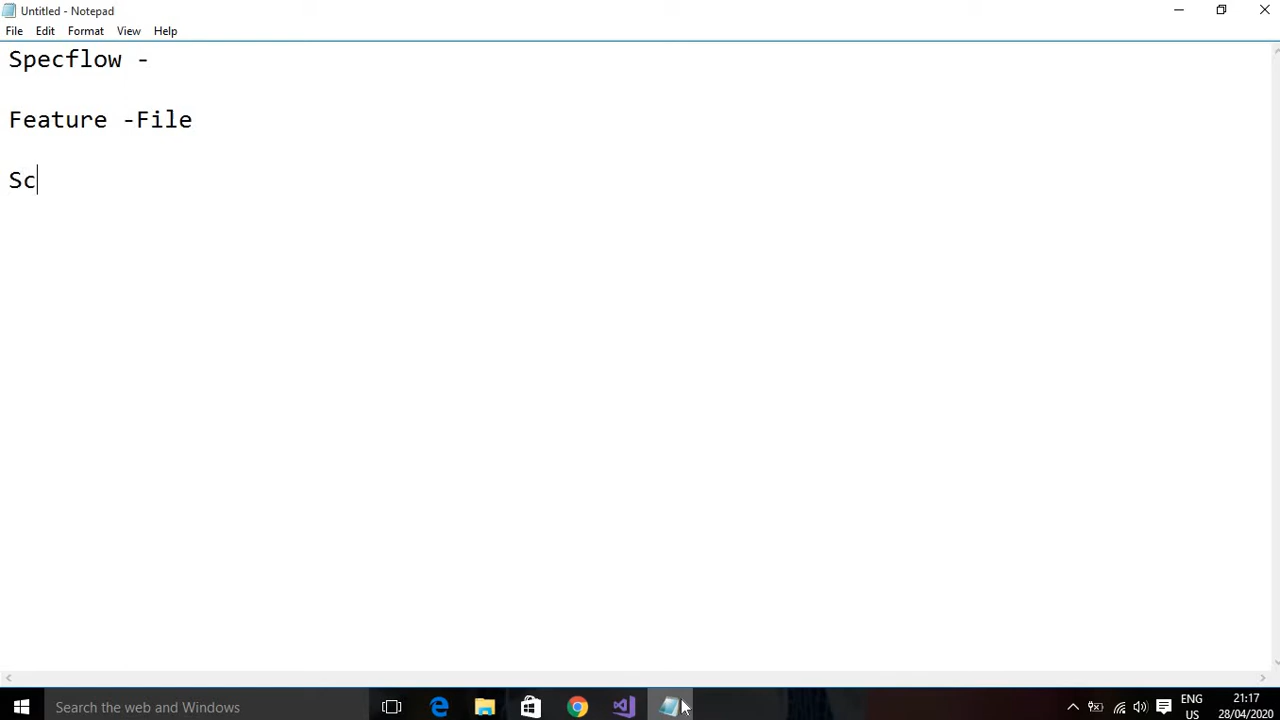 Untitled - Notepad
File Edit Format View Help
Specflow -
Feature -File
Sc
Search the web and Windows
ENG
US
21:17
28/04/2020